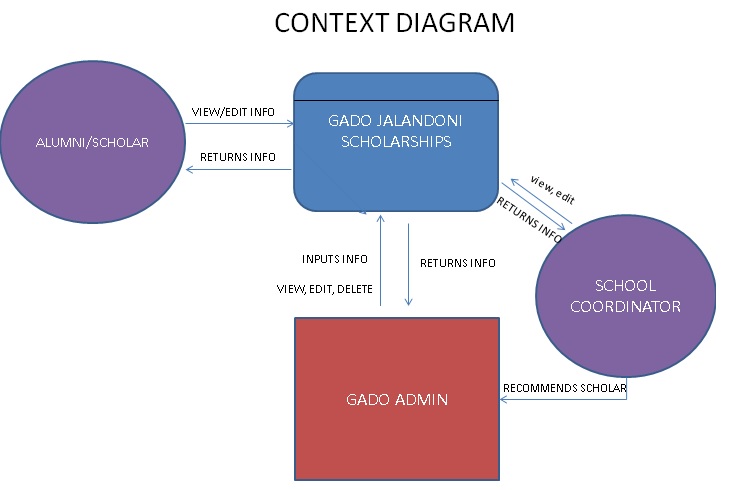 CONTEXT DIAGRAM
ALUMNI/SCHOLAR
VIEW/EDIT INFO
RETURNS INFO
GADO JALANDONI
SCHOLARSHIPS
view, edit
RETURNS INFO
INPUTS INFO
VIEW, EDIT, DELETE
RETURNS INFO
SCHOOL
COORDINATOR
RECOMMENDS SCHOLAR
GADO ADMIN